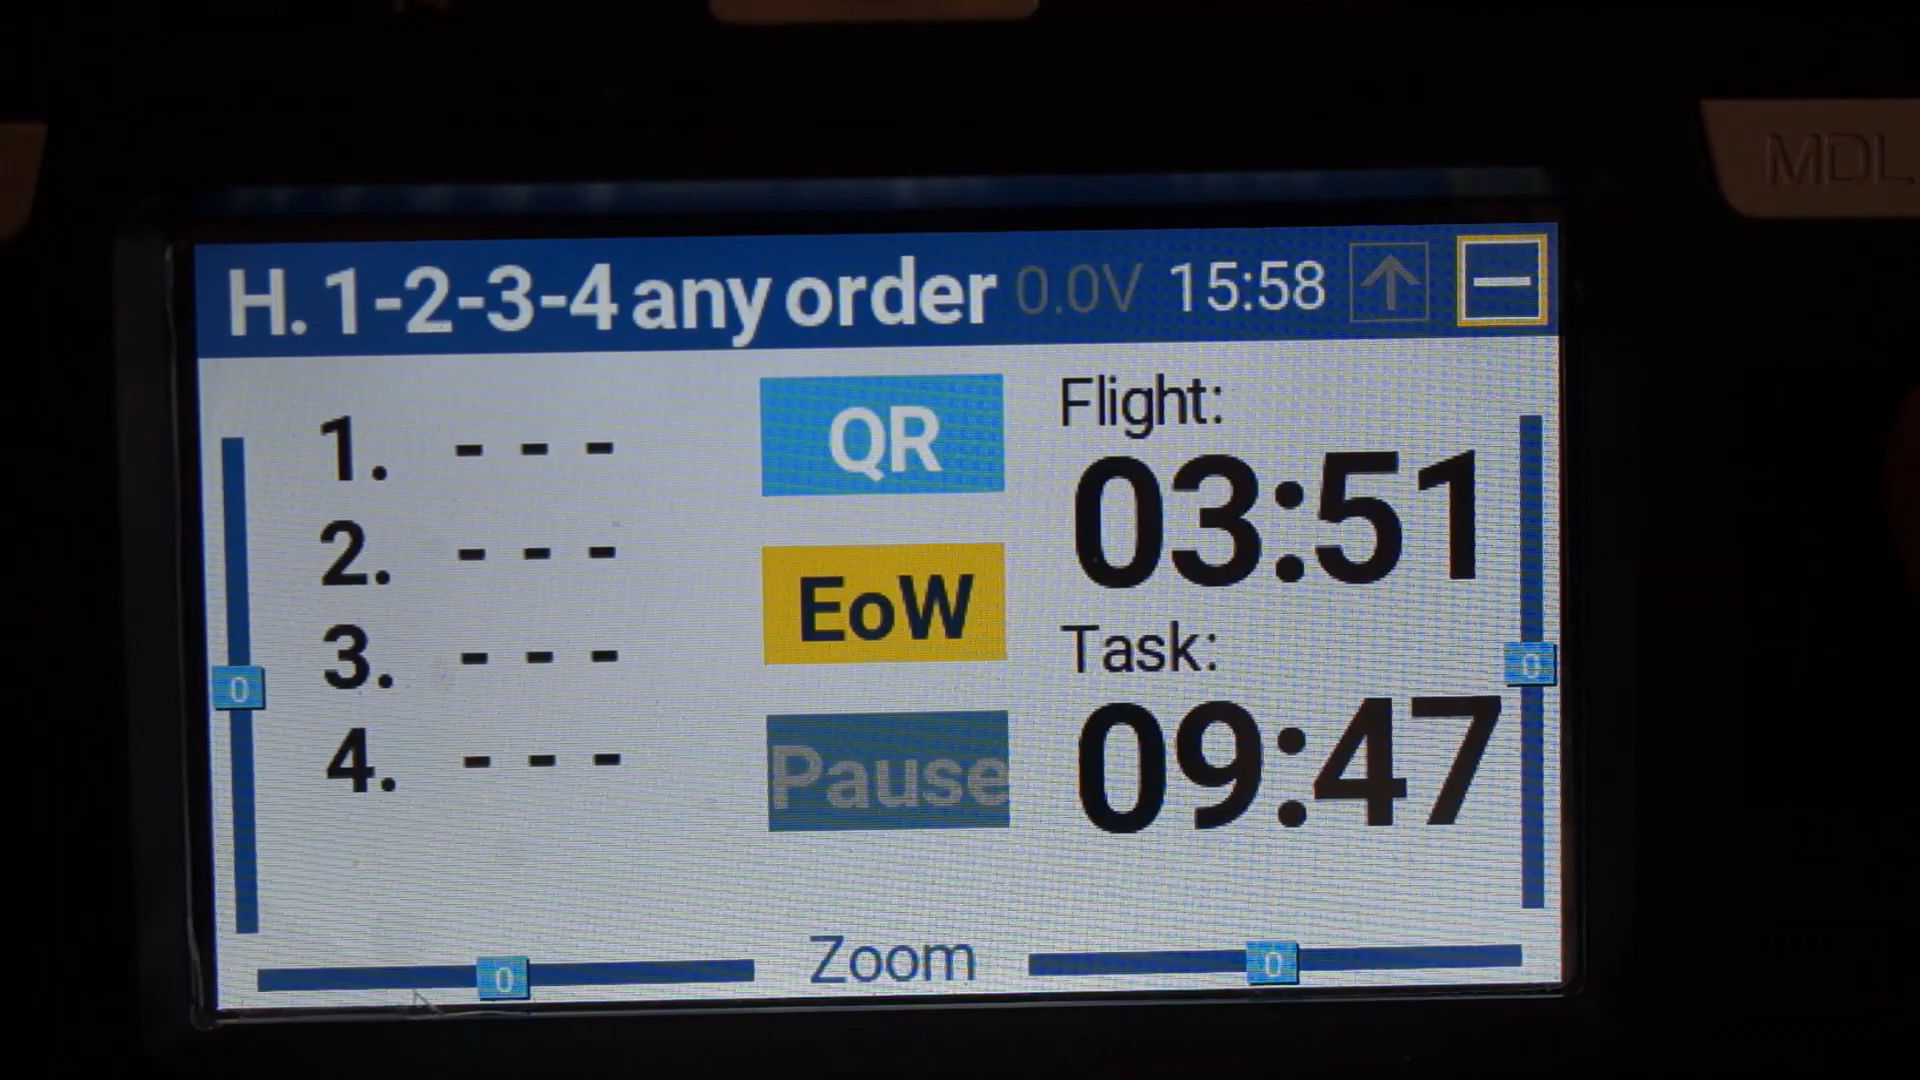 MDL
H. 1-2-3-4 any order 0.0V 15:58
1. - - -
2. - - -
3. - - -
4. - - -
QR
EoW
Pause
Flight:
03:51
Task:
09:47
0
0
0
Zoom
0